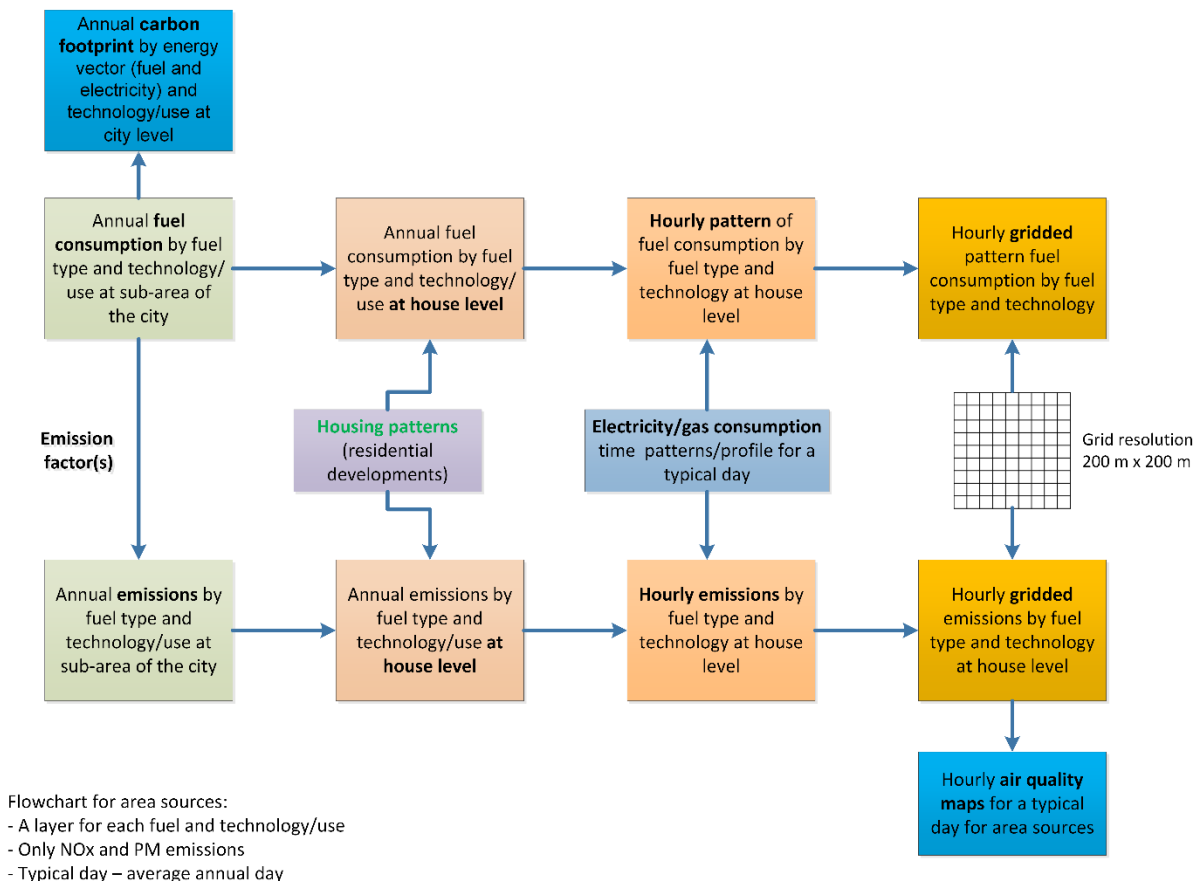 Annual carbon
footprint by energy
vector (fuel and
electricity) and
technology/use at
city level
Annual fuel
consumption by fuel
type and technology/
use at sub-area of
the city
Annual fuel
consumption by fuel
type and technology/
use at house level
Hourly pattern of
fuel consumption by
fuel type and
technology at house
level
Hourly gridded
pattern fuel
consumption by fuel
type and technology
Emission
factor(s)
Housing patterns
(residential
developments)
Electricity/gas consumption
time patterns/profile for a
typical day
Grid resolution
200 m x 200 m
Annual emissions by
fuel type and
technology/use at
sub-area of the city
Annual emissions by
fuel type and
technology/use at
house level
Hourly emissions by
fuel type and
technology at house
level
Hourly gridded
emissions by fuel
type and technology
at house level
Hourly air quality
maps for a typical
day for area sources
Flowchart for area sources:
- A layer for each fuel and technology/use
- Only NOx and PM emissions
- Typical day – average annual day